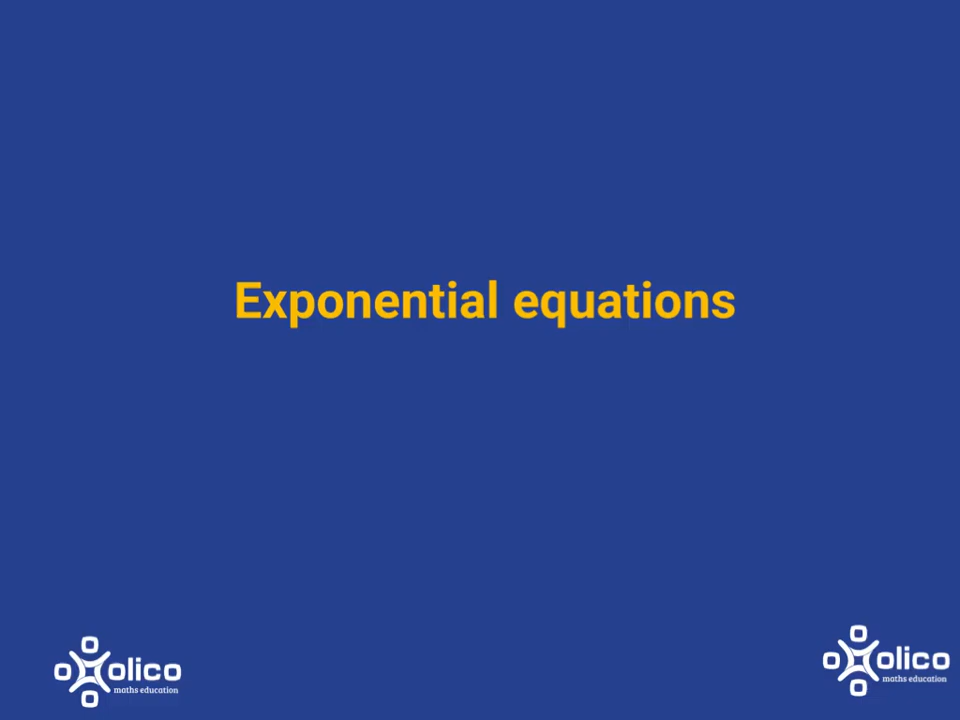 Exponential equations
olico
maths education
olico
maths education